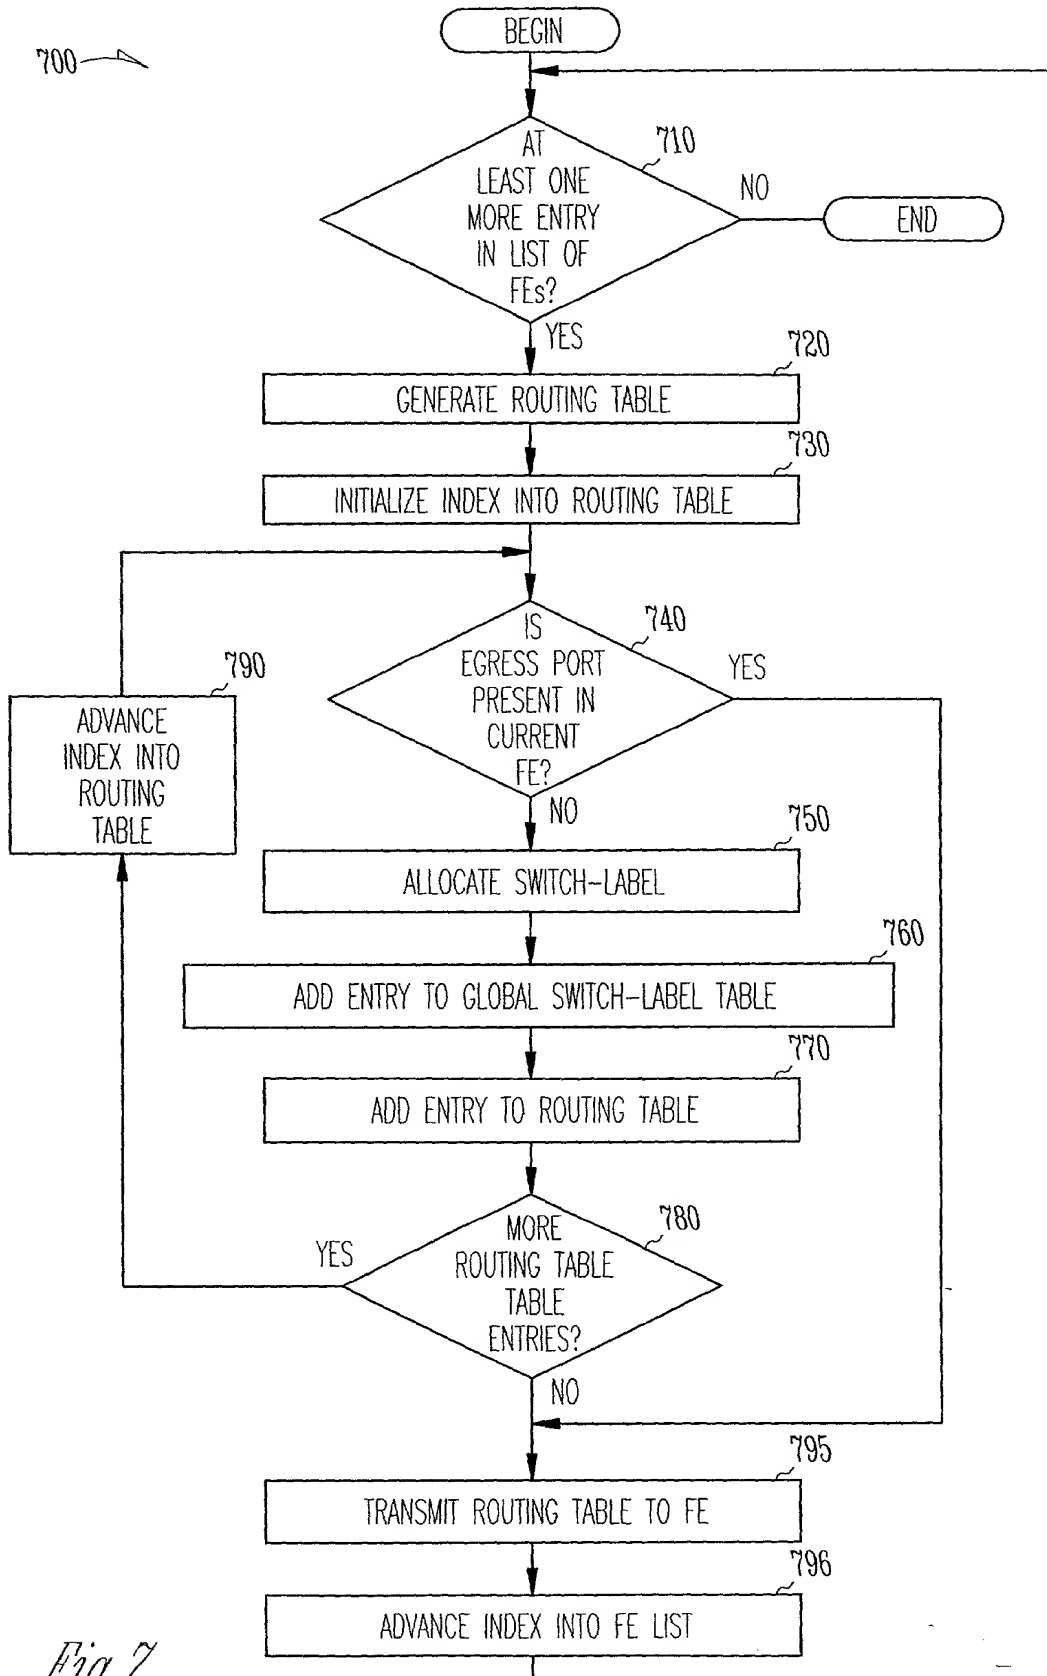 BEGIN
700
710
AT
LEAST ONE
MORE ENTRY
IN LIST OF
FEs?
NO
END
YES
720
GENERATE ROUTING TABLE
730
INITIALIZE INDEX INTO ROUTING TABLE
740
IS
EGRESS PORT
PRESENT IN
CURRENT
FE?
YES
790
ADVANCE
INDEX INTO
ROUTING
TABLE
NO
750
ALLOCATE SWITCH-LABEL
760
ADD ENTRY TO GLOBAL SWITCH-LABEL TABLE
770
ADD ENTRY TO ROUTING TABLE
780
MORE
ROUTING TABLE
TABLE
ENTRIES?
YES
NO
795
TRANSMIT ROUTING TABLE TO FE
796
ADVANCE INDEX INTO FE LIST
Fig. 7